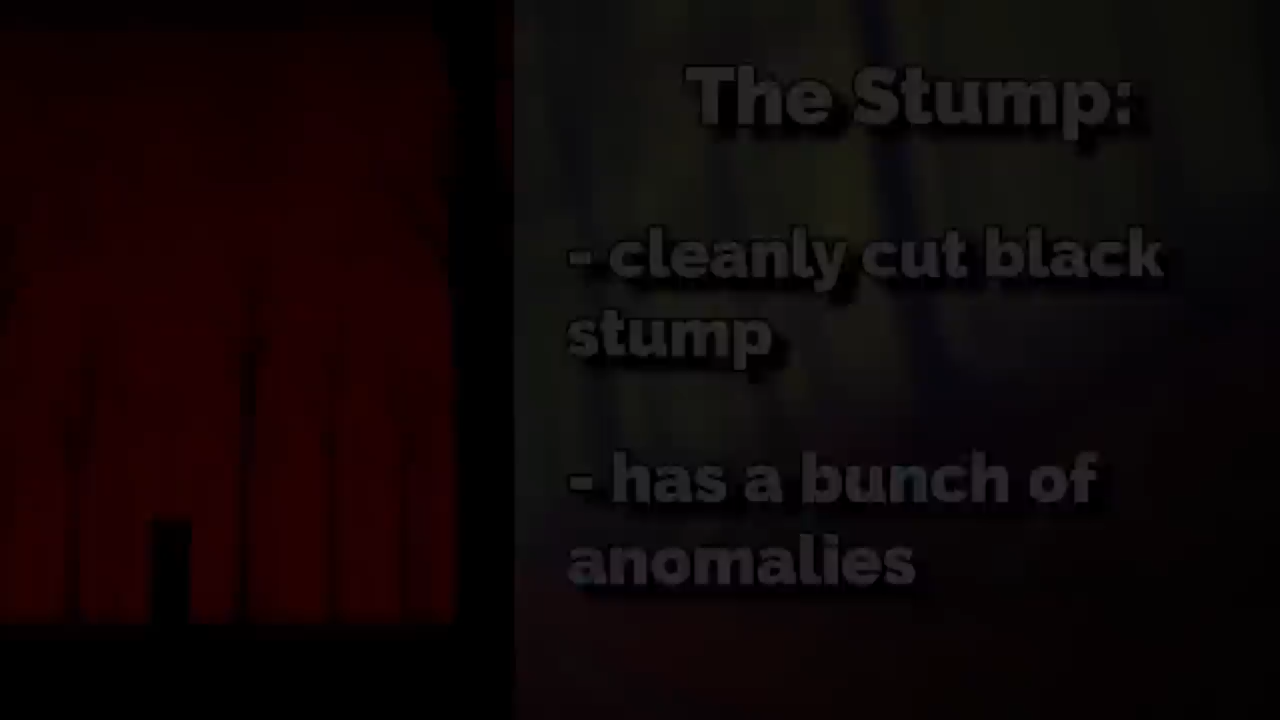 The Stump:
- cleanly cut black
stump
- has a bunch of
anomalies